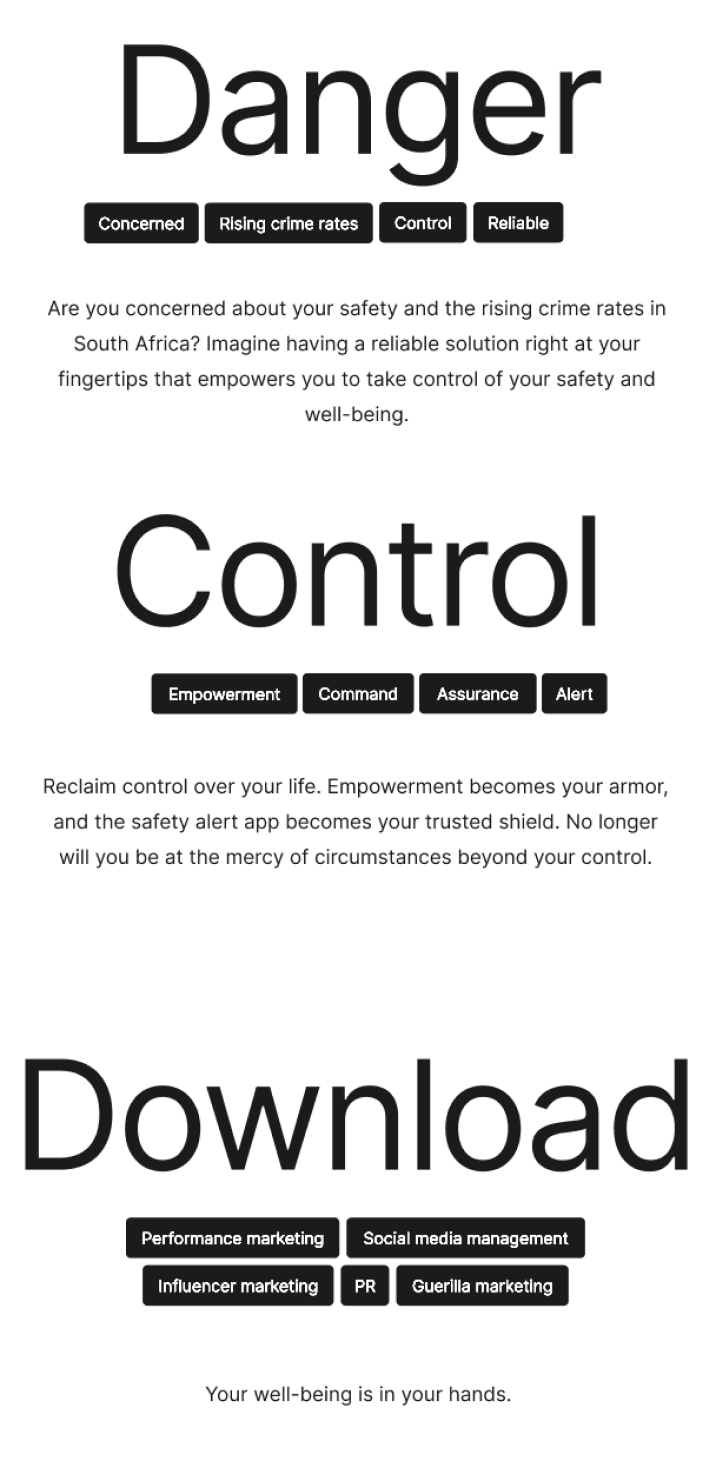 Danger
Concerned Rising crime rates Control Reliable
Are you concerned about your safety and the rising crime rates in
South Africa? Imagine having a reliable solution right at your
fingertips that empowers you to take control of your safety and
well-being.
Control
Empowerment Command Assurance Alert
Reclaim control over your life. Empowerment becomes your armor,
and the safety alert app becomes your trusted shield. No longer
will you be at the mercy of circumstances beyond your control.
Download
Performance marketing Social media management
Influencer marketing PR Guerilla marketing
Your well-being is in your hands.